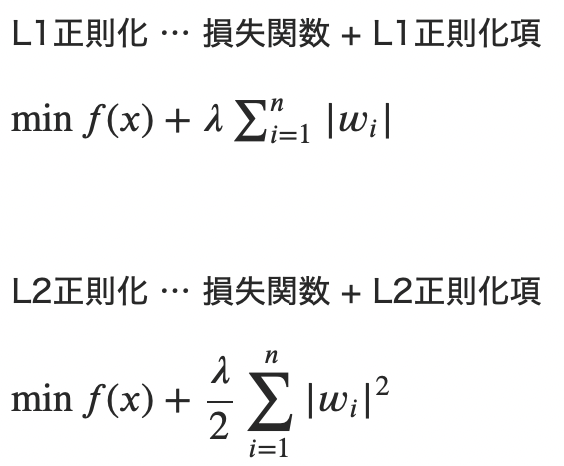 L1正則化 … 損失関数 + L1正則化項
min f(x) + λ ∑ⁿᵢ₌₁ |wᵢ|
L2正則化 … 損失関数 + L2正則化項
min f(x) + λ/2 ∑ⁿᵢ₌₁ |wᵢ|²